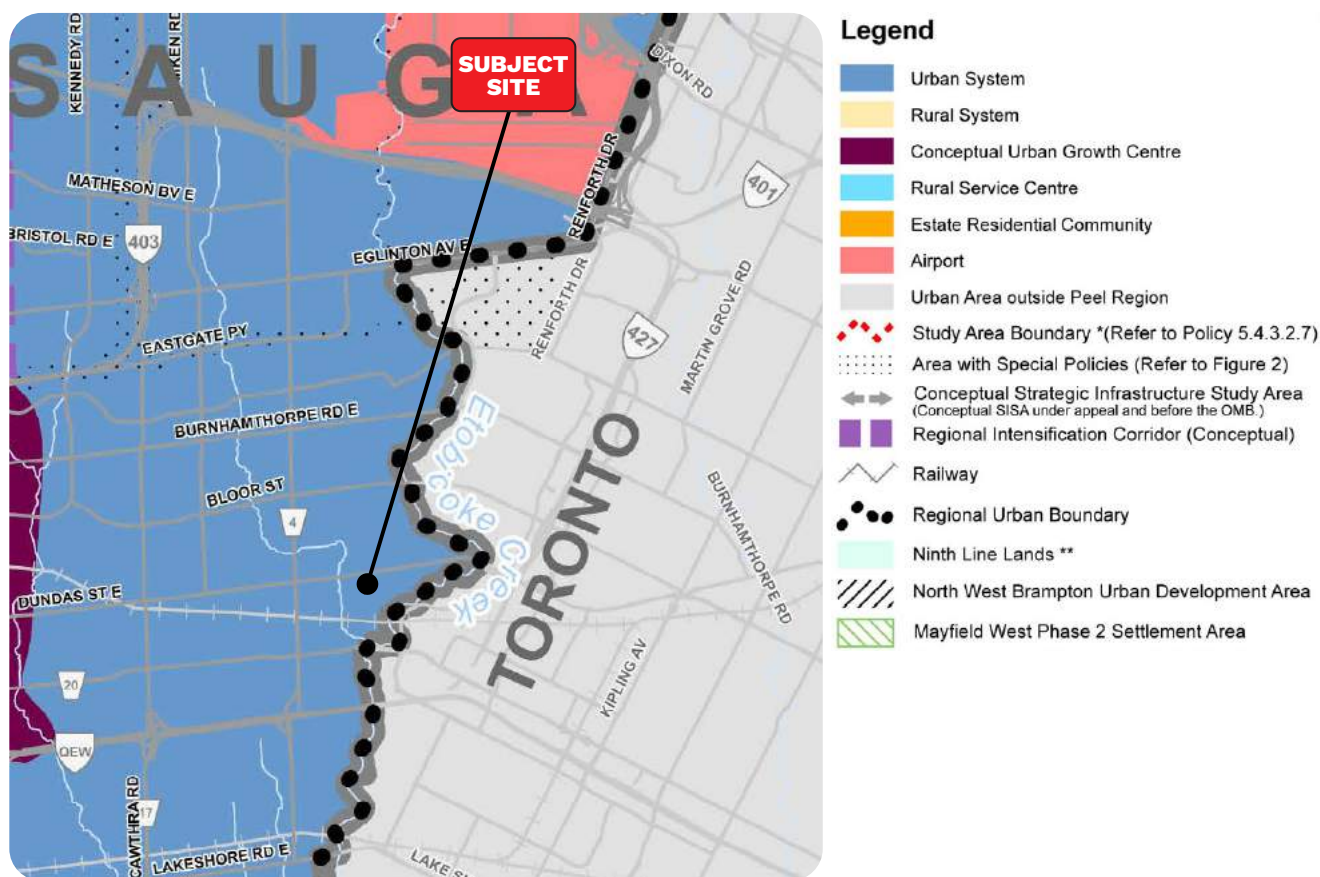 KENNEDY RD
AIKEN RD
S A U G A
SUBJECT
SITE
DIXON RD
RENFORTH DR
401
MATHESON BV E
BRISTOL RD E
403
EGLINTON AV E
RENFORTH DR
MARTIN GROVE RD
427
EASTGATE PY
BURNHAMTHORPE RD E
Etobicoke Creek
TORONTO
BLOOR ST
4
BURNHAMTHORPE RD
DUNDAS ST E
20
KIPLING AV
QEW
CAWTHRA RD
17
LAKESHORE RD E
Legend
Urban System
Rural System
Conceptual Urban Growth Centre
Rural Service Centre
Estate Residential Community
Airport
Urban Area outside Peel Region
Study Area Boundary *(Refer to Policy 5.4.3.2.7)
Area with Special Policies (Refer to Figure 2)
Conceptual Strategic Infrastructure Study Area
(Conceptual SISA under appeal and before the OMB.)
Regional Intensification Corridor (Conceptual)
Railway
Regional Urban Boundary
Ninth Line Lands **
North West Brampton Urban Development Area
Mayfield West Phase 2 Settlement Area